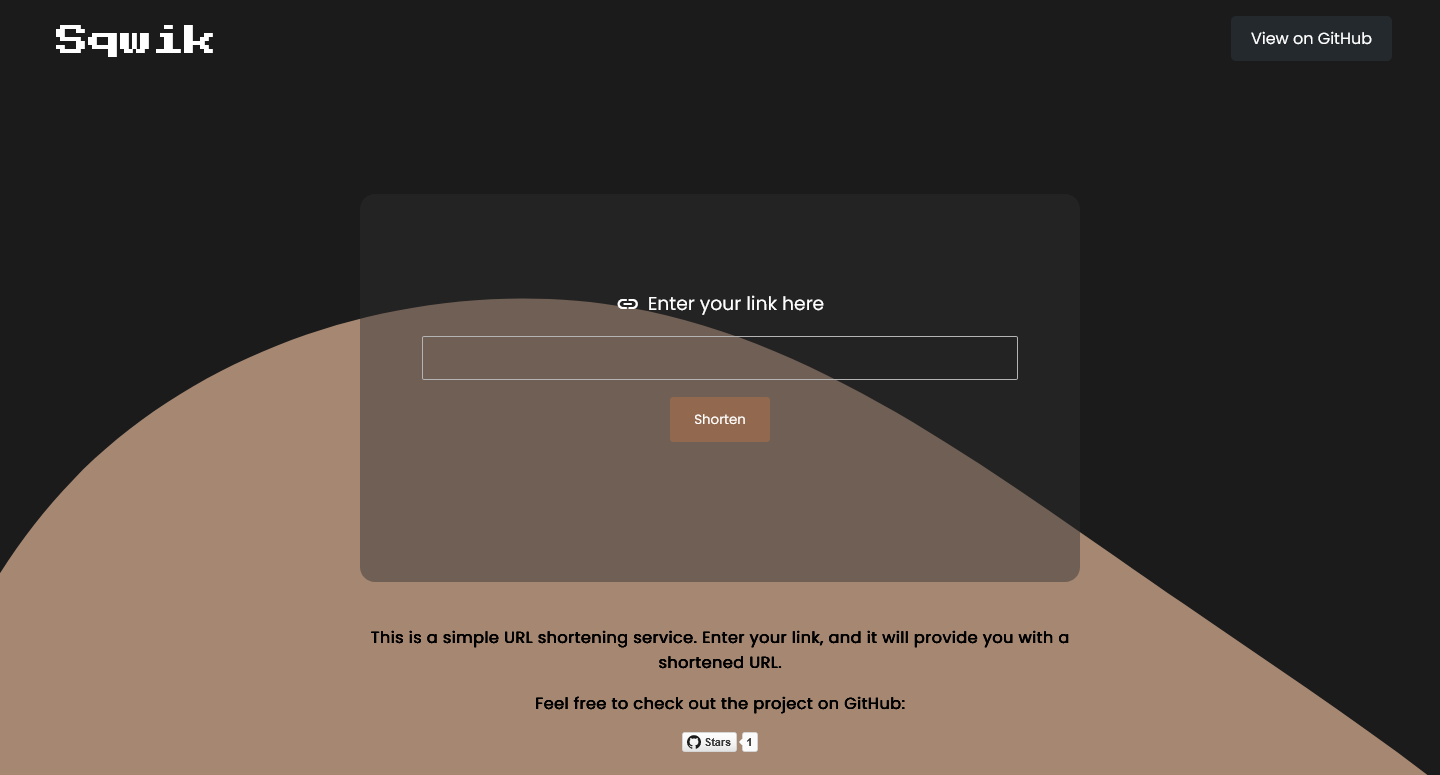 Sqwik
View on GitHub
Enter your link here
Shorten
This is a simple URL shortening service. Enter your link, and it will provide you with a
shortened URL.
Feel free to check out the project on GitHub:
Stars 1